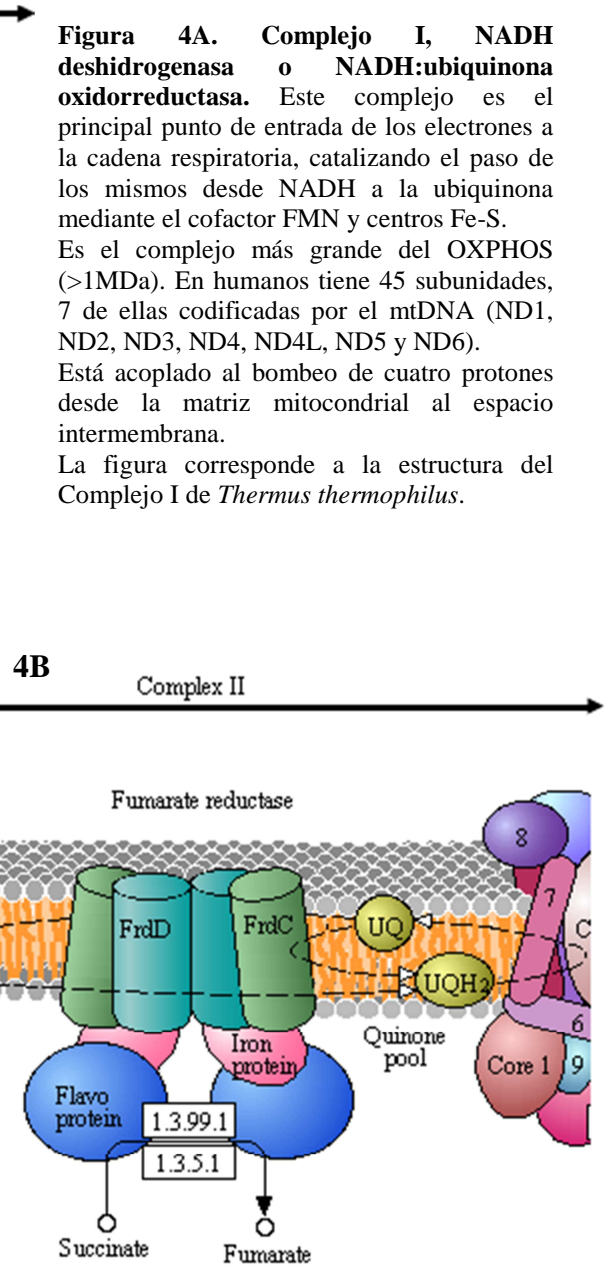 Figura 4A. Complejo I, NADH
deshidrogenasa o NADH:ubiquinona
oxidorreductasa. Este complejo es el
principal punto de entrada de los electrones a
la cadena respiratoria, catalizando el paso de
los mismos desde NADH a la ubiquinona
mediante el cofactor FMN y centros Fe-S.
Es el complejo más grande del OXPHOS
(>1MDa). En humanos tiene 45 subunidades,
7 de ellas codificadas por el mtDNA (ND1,
ND2, ND3, ND4, ND4L, ND5 y ND6).
Está acoplado al bombeo de cuatro protones
desde la matriz mitocondrial al espacio
intermembrana.
La figura corresponde a la estructura del
Complejo I de Thermus thermophilus.
4B
Complex II
Fumarate reductase
8
7
FrdD
FrdC
UQ
C
UQH2
6
Quinone
pool
Iron
protein
Core 1
9
Flavo
protein
1.3.99.1
1.3.5.1
Succinate
Fumarate